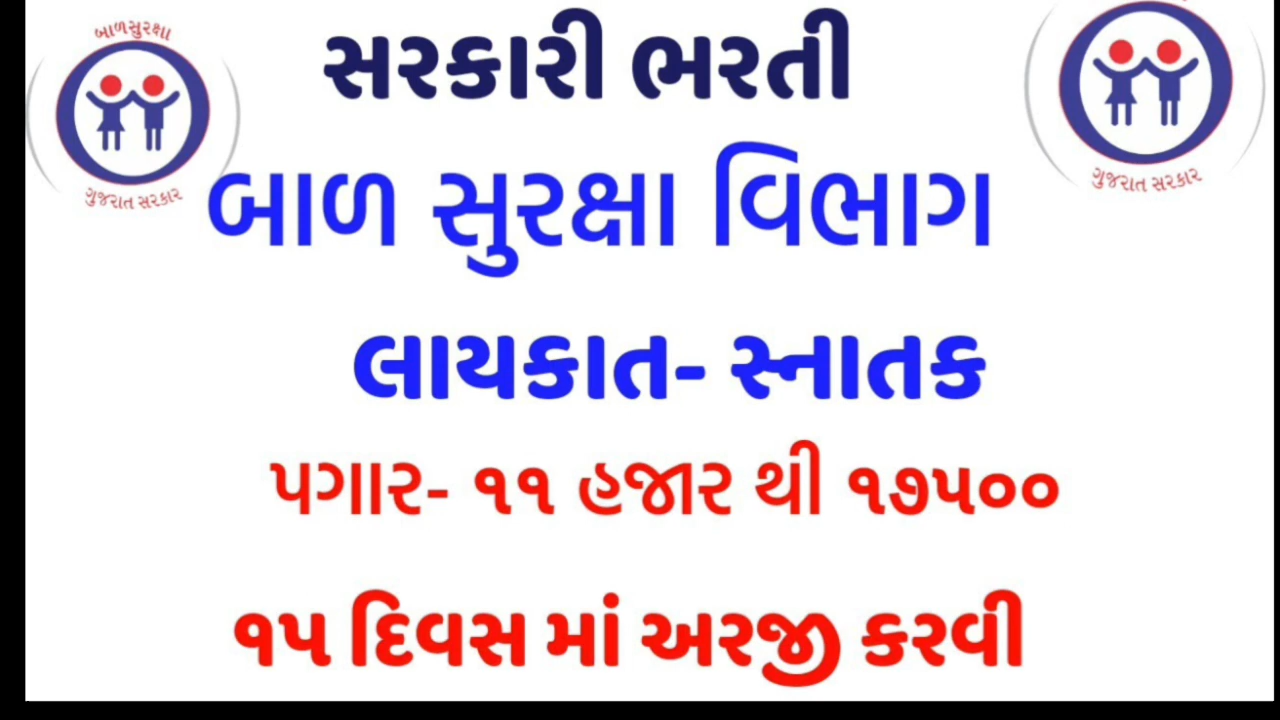 બાળસુરક્ષા
ગુજરાત સરકાર
સરકારી ભરતી
ગુજરાત સરકાર
બાળ સુરક્ષા વિભાગ
લાયકાત- સ્નાતક
પગાર- ૧૧ હજાર થી ૧૭૫૦૦
૧૫ દિવસ માં અરજી કરવી